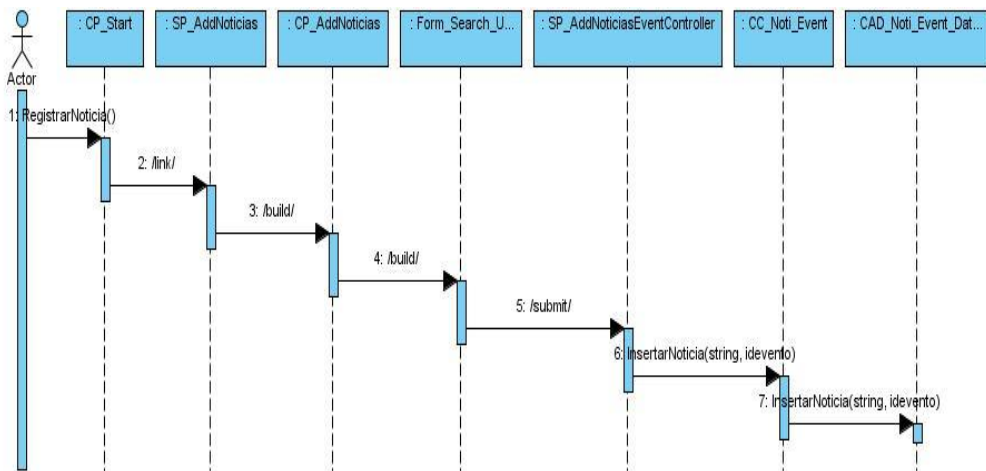 : CP_Start
: SP_AddNoticias
: CP_AddNoticias
: Form_Search_U...
: SP_AddNoticiasEventController
: CC_Noti_Event
: CAD_Noti_Event_Dat...
Actor
1: RegistrarNoticia()
2: /link/
3: /build/
4: /build/
5: /submit/
6: InsertarNoticia(string, idevento)
7: InsertarNoticia(string, idevento)